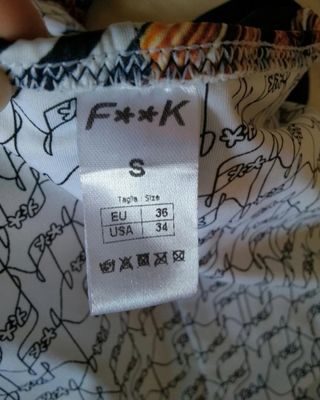 F**K
S
Taglia : Size
EU 36
USA 34